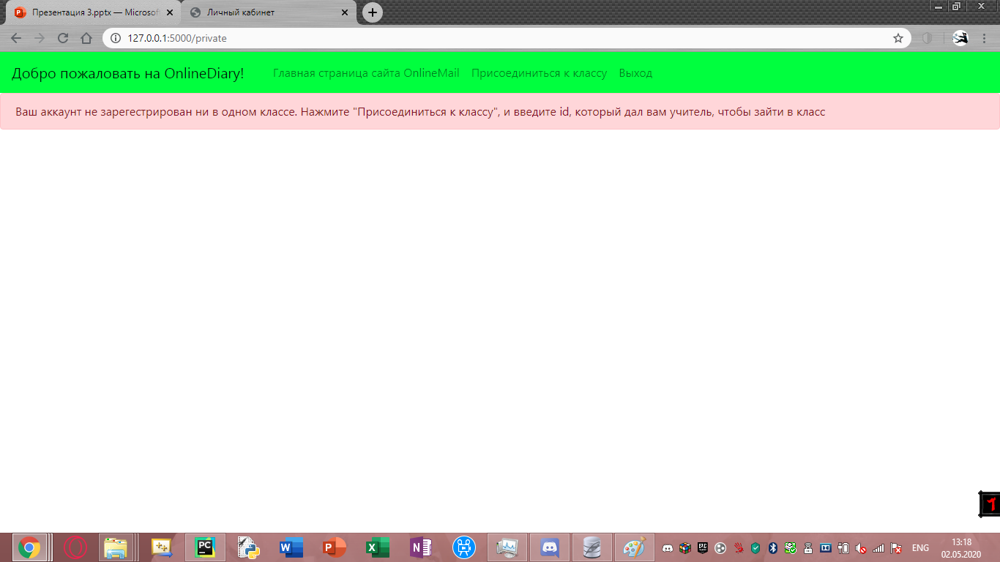 Презентация 3.pptx — Microsof
Личный кабинет
127.0.0.1:5000/private
Добро пожаловать на OnlineDiary! Главная страница сайта OnlineMail Присоединиться к классу Выход
Ваш аккаунт не зарегестрирован ни в одном классе. Нажмите "Присоединиться к классу", и введите id, который дал вам учитель, чтобы зайти в класс
ENG
13:18
02.05.2020